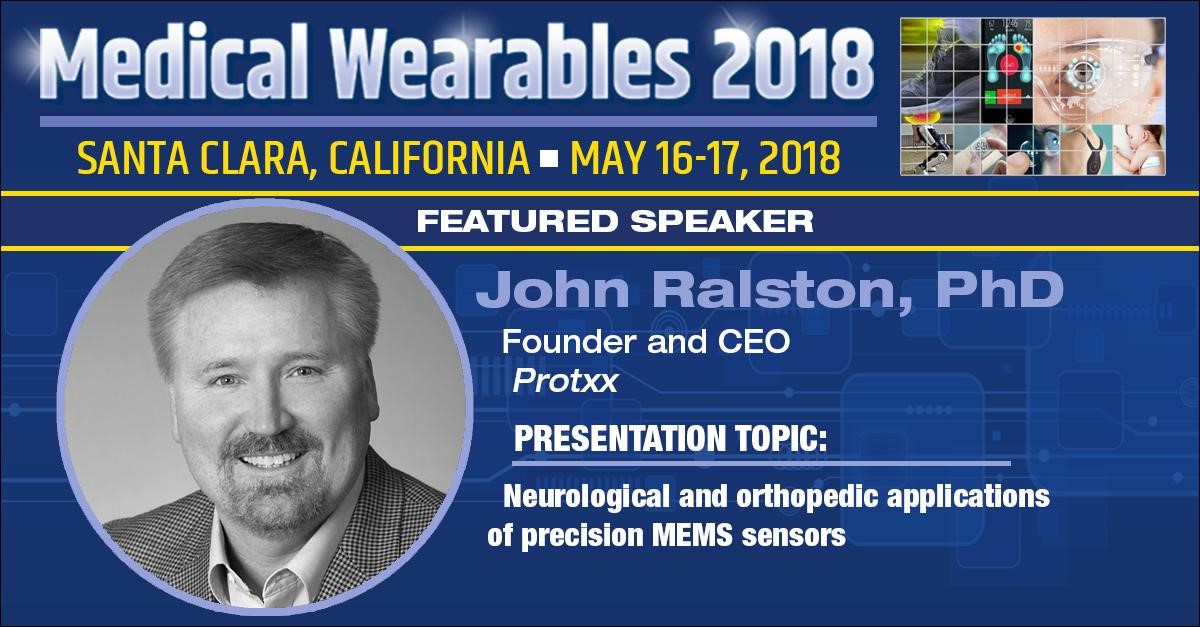 Medical Wearables 2018
SANTA CLARA, CALIFORNIA ■ MAY 16-17, 2018
FEATURED SPEAKER
John Ralston, PhD
Founder and CEO
Protxx
PRESENTATION TOPIC:
Neurological and orthopedic applications
of precision MEMS sensors